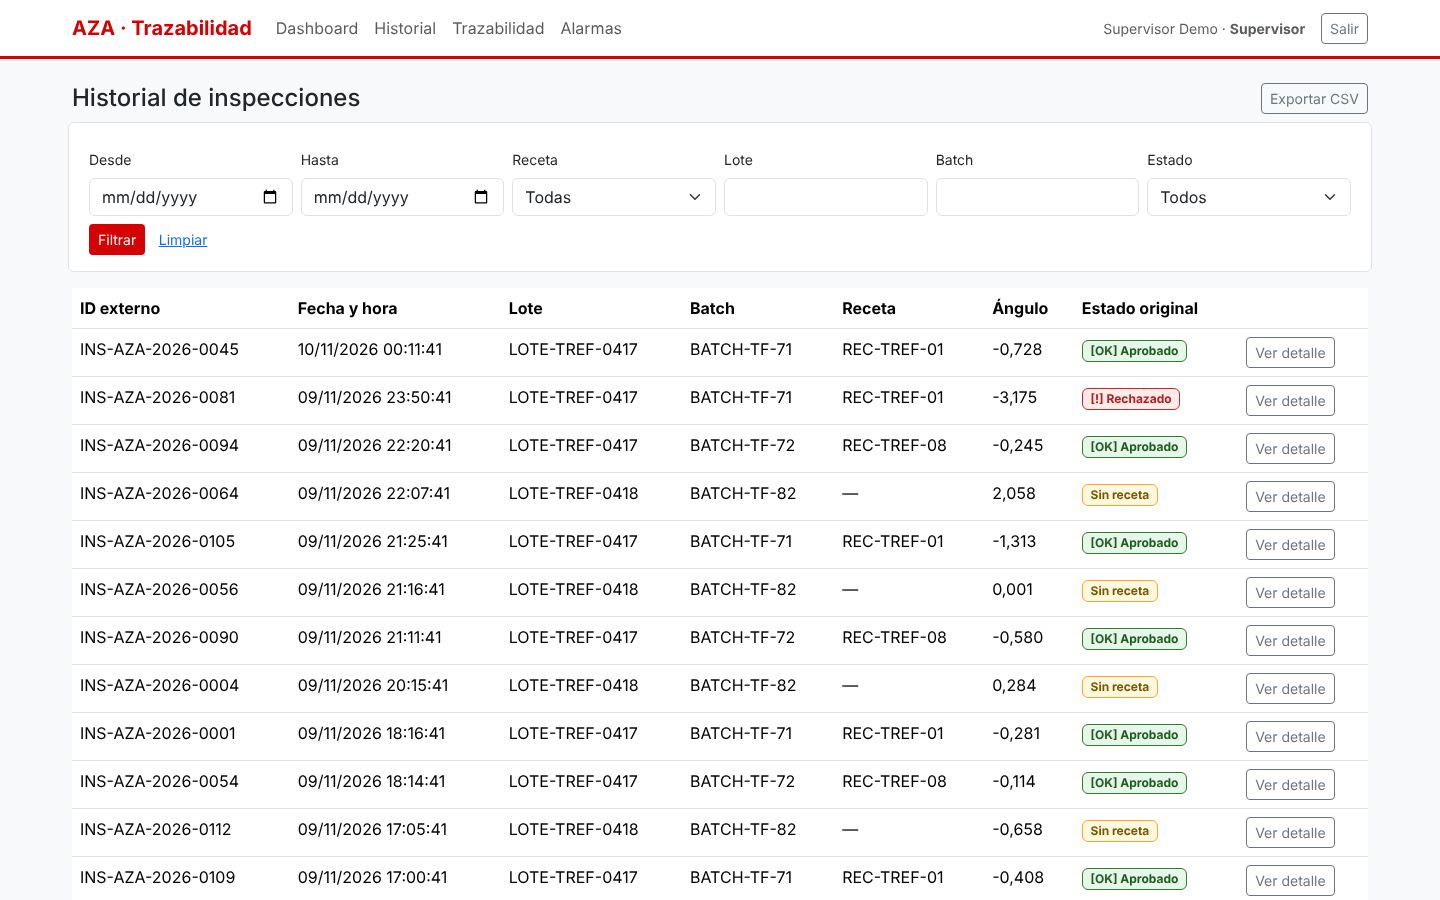 AZA · Trazabilidad Dashboard Historial Trazabilidad Alarmas Supervisor Demo · Supervisor Salir
Historial de inspecciones Exportar CSV
Desde Hasta Receta Lote Batch Estado
mm/dd/yyyy mm/dd/yyyy Todas Todos
Filtrar Limpiar
ID externo Fecha y hora Lote Batch Receta Ángulo Estado original
INS-AZA-2026-0045 10/11/2026 00:11:41 LOTE-TREF-0417 BATCH-TF-71 REC-TREF-01 -0,728 [OK] Aprobado Ver detalle
INS-AZA-2026-0081 09/11/2026 23:50:41 LOTE-TREF-0417 BATCH-TF-71 REC-TREF-01 -3,175 [!] Rechazado Ver detalle
INS-AZA-2026-0094 09/11/2026 22:20:41 LOTE-TREF-0417 BATCH-TF-72 REC-TREF-08 -0,245 [OK] Aprobado Ver detalle
INS-AZA-2026-0064 09/11/2026 22:07:41 LOTE-TREF-0418 BATCH-TF-82 — 2,058 Sin receta Ver detalle
INS-AZA-2026-0105 09/11/2026 21:25:41 LOTE-TREF-0417 BATCH-TF-71 REC-TREF-01 -1,313 [OK] Aprobado Ver detalle
INS-AZA-2026-0056 09/11/2026 21:16:41 LOTE-TREF-0418 BATCH-TF-82 — 0,001 Sin receta Ver detalle
INS-AZA-2026-0090 09/11/2026 21:11:41 LOTE-TREF-0417 BATCH-TF-72 REC-TREF-08 -0,580 [OK] Aprobado Ver detalle
INS-AZA-2026-0004 09/11/2026 20:15:41 LOTE-TREF-0418 BATCH-TF-82 — 0,284 Sin receta Ver detalle
INS-AZA-2026-0001 09/11/2026 18:16:41 LOTE-TREF-0417 BATCH-TF-71 REC-TREF-01 -0,281 [OK] Aprobado Ver detalle
INS-AZA-2026-0054 09/11/2026 18:14:41 LOTE-TREF-0417 BATCH-TF-72 REC-TREF-08 -0,114 [OK] Aprobado Ver detalle
INS-AZA-2026-0112 09/11/2026 17:05:41 LOTE-TREF-0418 BATCH-TF-82 — -0,658 Sin receta Ver detalle
INS-AZA-2026-0109 09/11/2026 17:00:41 LOTE-TREF-0417 BATCH-TF-71 REC-TREF-01 -0,408 [OK] Aprobado Ver detalle